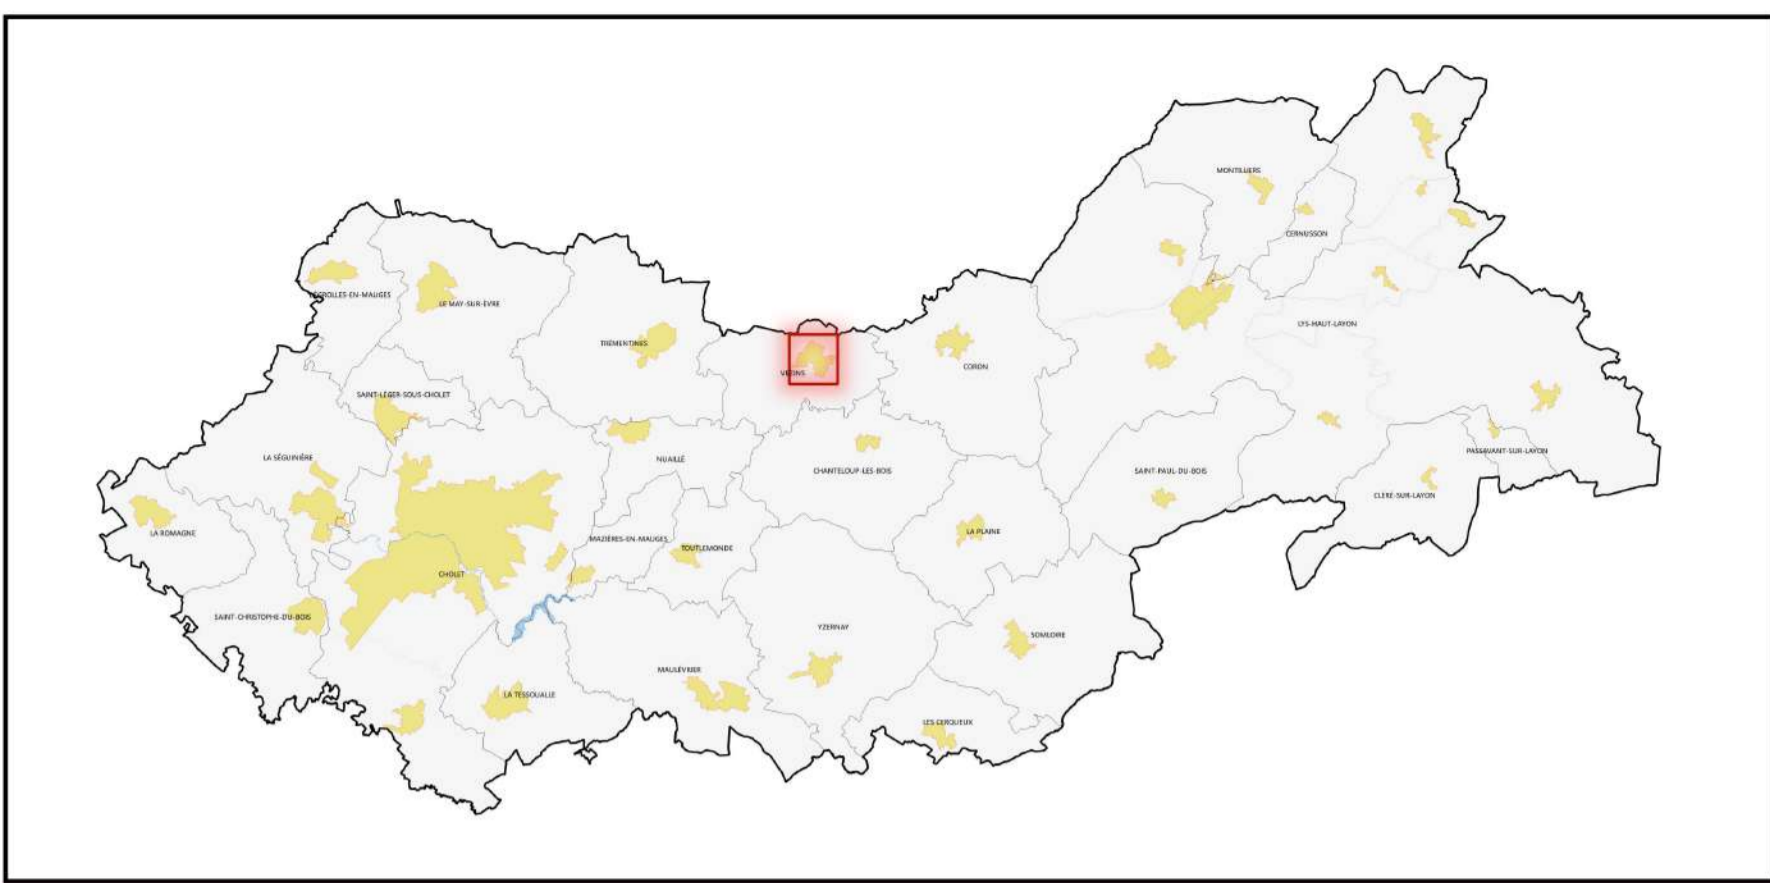 MONTILLIERS
CERNUSSON
BÉGROLLES-EN-MAUGES
LE MAY-SUR-ÈVRE
LYS-HAUT-LAYON
TRÉMENTINES
VEZINS
CORON
SAINT-LÉGER-SOUS-CHOLET
LA SÉGUINIÈRE
NUAILLÉ
CHANTELOUP-LES-BOIS
SAINT-PAUL-DU-BOIS
PASSAVANT-SUR-LAYON
CLÉRÉ-SUR-LAYON
LA ROMAGNE
MAZIÈRES-EN-MAUGES
TOUTLEMONDE
LA PLAINE
CHOLET
SAINT-CHRISTOPHE-DU-BOIS
YZERNAY
SOMLOIRE
MAULÉVRIER
LA TESSOUALLE
LES CERQUEUX